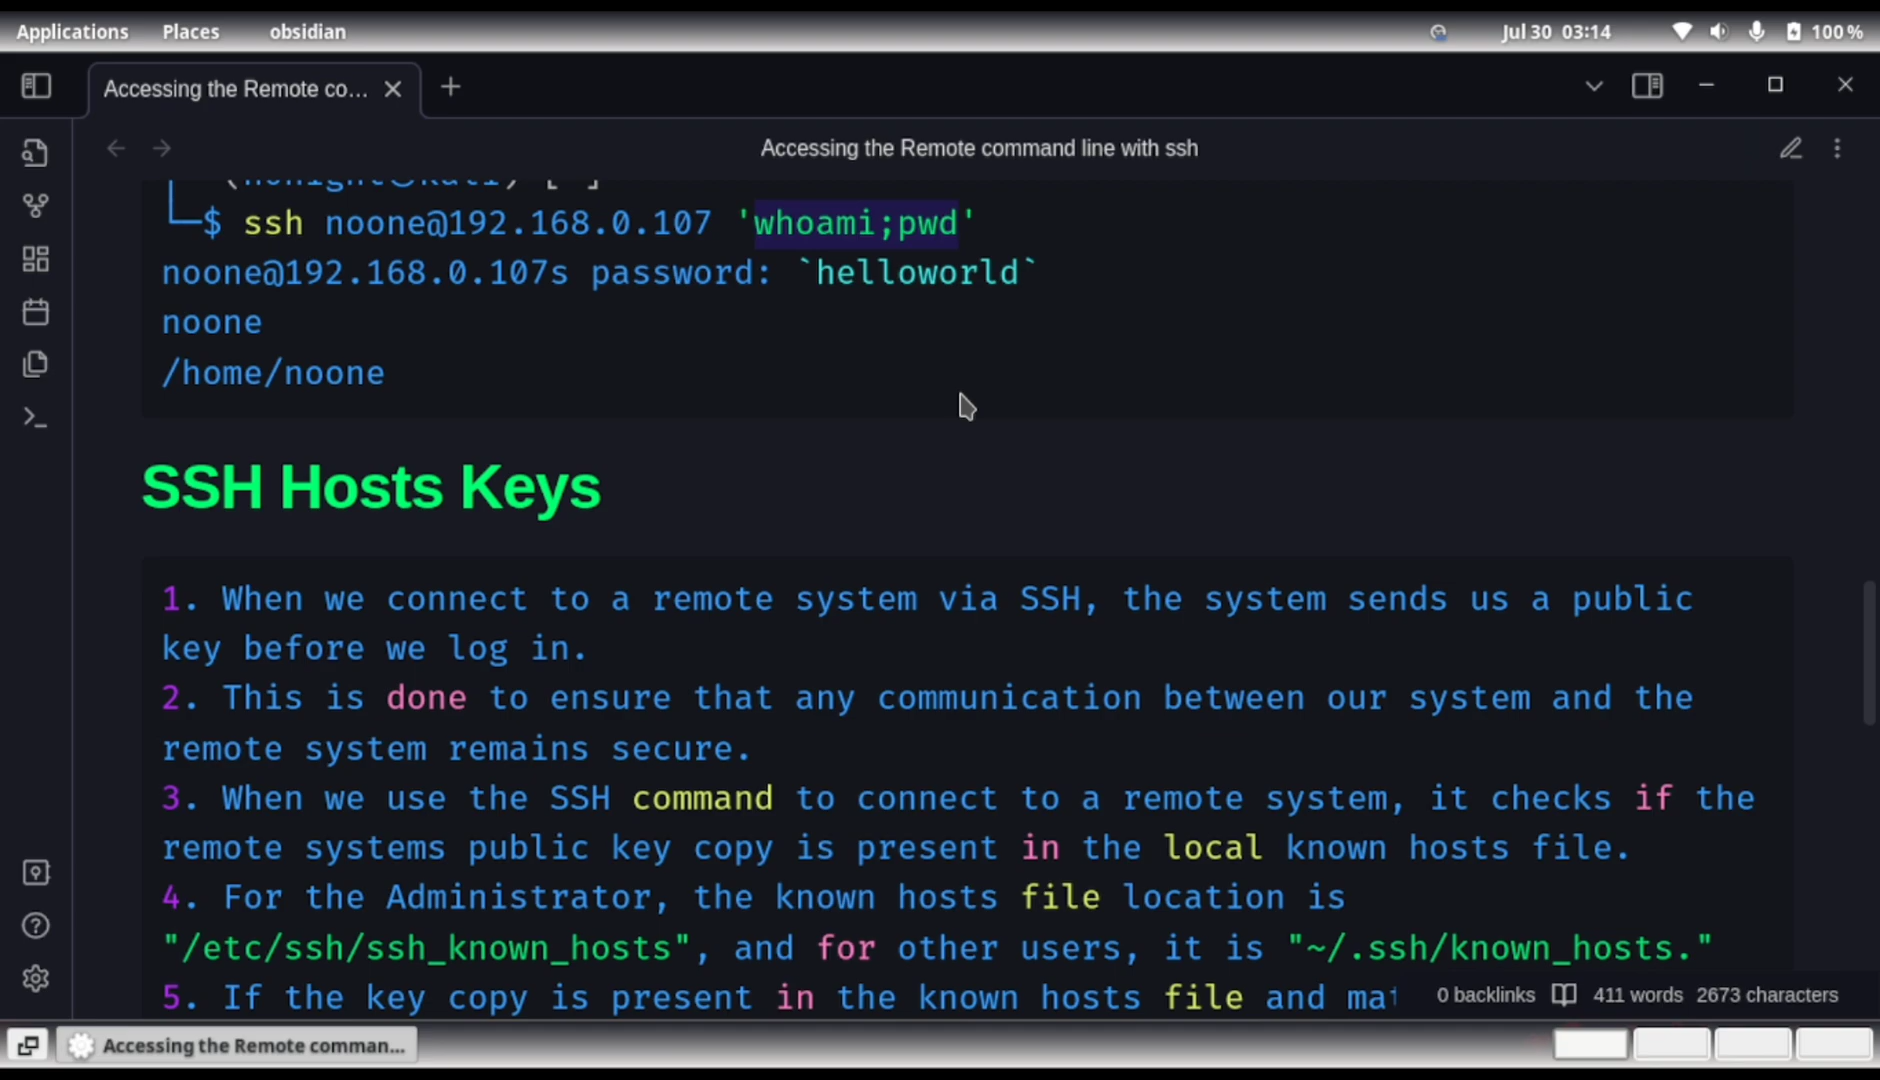 Applications Places obsidian Jul 30 03:14 100 %
Accessing the Remote co...
Accessing the Remote command line with ssh
└─$ ssh noone@192.168.0.107 'whoami;pwd'
noone@192.168.0.107s password: `helloworld`
noone
/home/noone
SSH Hosts Keys
1. When we connect to a remote system via SSH, the system sends us a public
key before we log in.
2. This is done to ensure that any communication between our system and the
remote system remains secure.
3. When we use the SSH command to connect to a remote system, it checks if the
remote systems public key copy is present in the local known hosts file.
4. For the Administrator, the known hosts file location is
"/etc/ssh/ssh_known_hosts", and for other users, it is "~/.ssh/known_hosts."
5. If the key copy is present in the known hosts file and
0 backlinks 411 words 2673 characters
Accessing the Remote comman...